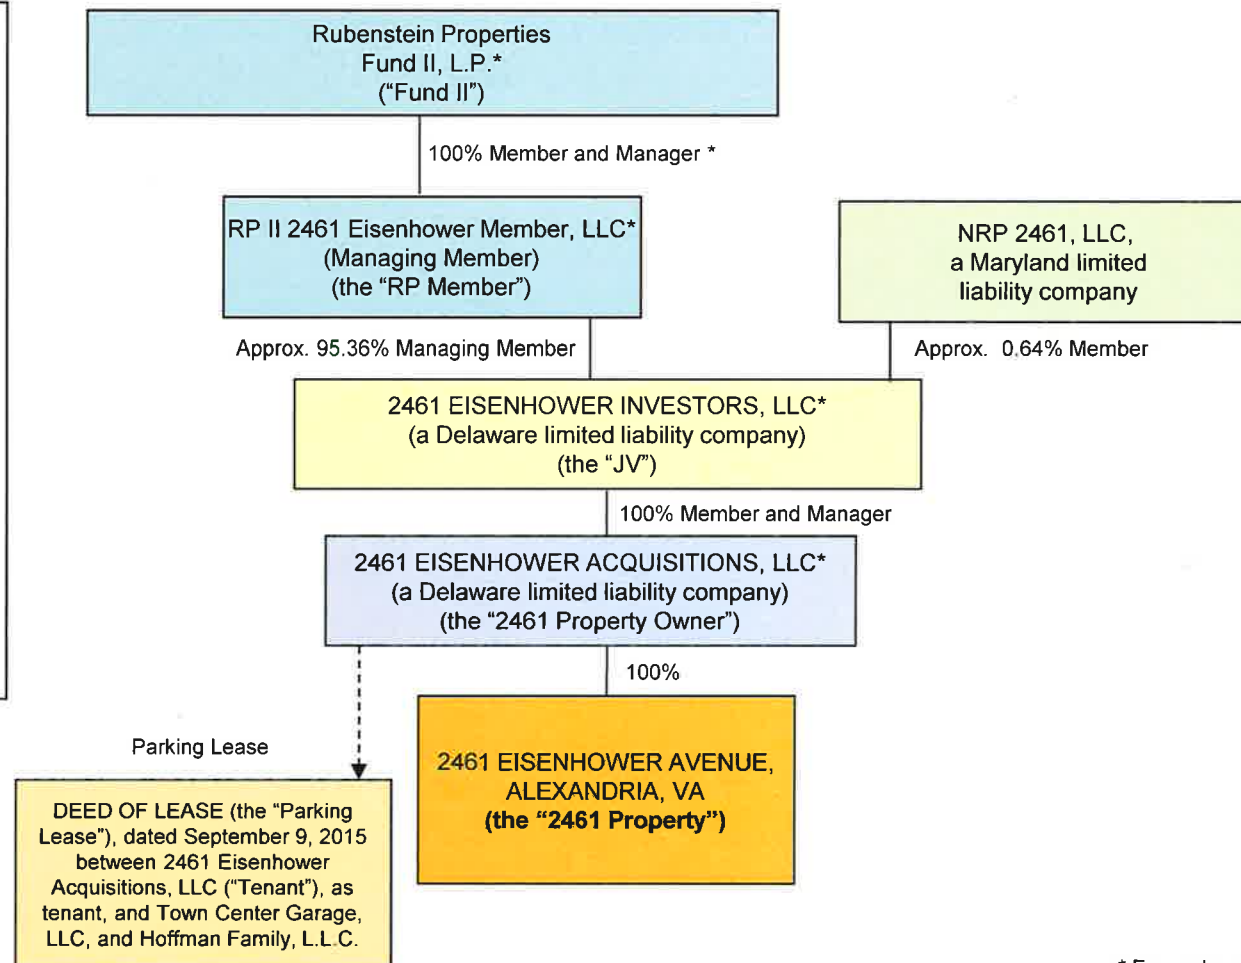 Rubenstein Properties
Fund II, L.P.*
(“Fund II”)
100% Member and Manager *
RP II 2461 Eisenhower Member, LLC*
(Managing Member)
(the “RP Member”)
NRP 2461, LLC,
a Maryland limited
liability company
Approx. 95.36% Managing Member
Approx. 0.64% Member
2461 EISENHOWER INVESTORS, LLC*
(a Delaware limited liability company)
(the “JV”)
100% Member and Manager
2461 EISENHOWER ACQUISITIONS, LLC*
(a Delaware limited liability company)
(the “2461 Property Owner”)
100%
Parking Lease
2461 EISENHOWER AVENUE,
ALEXANDRIA, VA
(the “2461 Property”)
DEED OF LEASE (the “Parking
Lease”), dated September 9, 2015
between 2461 Eisenhower
Acquisitions, LLC (“Tenant”), as
tenant, and Town Center Garage,
LLC, and Hoffman Family, L.L.C.